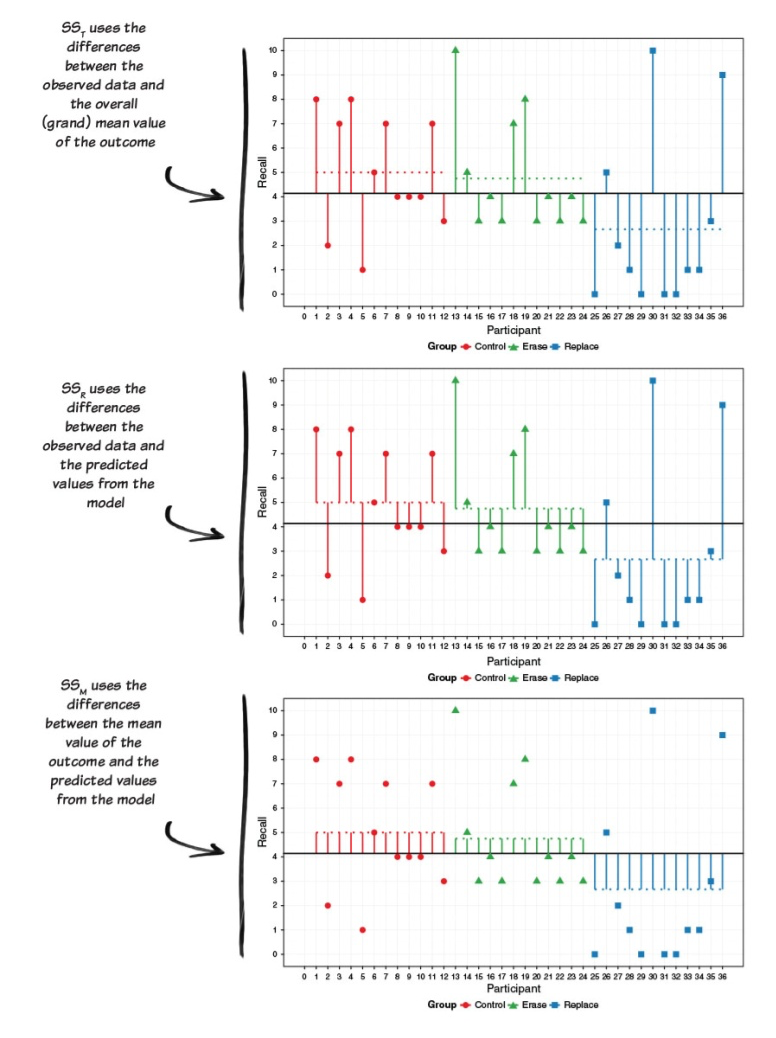 SST uses the
differences
between the
observed data and
the overall
(grand) mean value
of the outcome
Recall
10
9
8
7
6
5
4
3
2
1
0
0 1 2 3 4 5 6 7 8 9 10 11 12 13 14 15 16 17 18 19 20 21 22 23 24 25 26 27 28 29 30 31 32 33 34 35 36
Participant
Group Control Erase Replace
SSR uses the
differences
between the
observed data and
the predicted
values from the
model
Recall
10
9
8
7
6
5
4
3
2
1
0
0 1 2 3 4 5 6 7 8 9 10 11 12 13 14 15 16 17 18 19 20 21 22 23 24 25 26 27 28 29 30 31 32 33 34 35 36
Participant
Group Control Erase Replace
SSM uses the
differences
between the mean
value of the
outcome and the
predicted values
from the model
Recall
10
9
8
7
6
5
4
3
2
1
0
0 1 2 3 4 5 6 7 8 9 10 11 12 13 14 15 16 17 18 19 20 21 22 23 24 25 26 27 28 29 30 31 32 33 34 35 36
Participant
Group Control Erase Replace